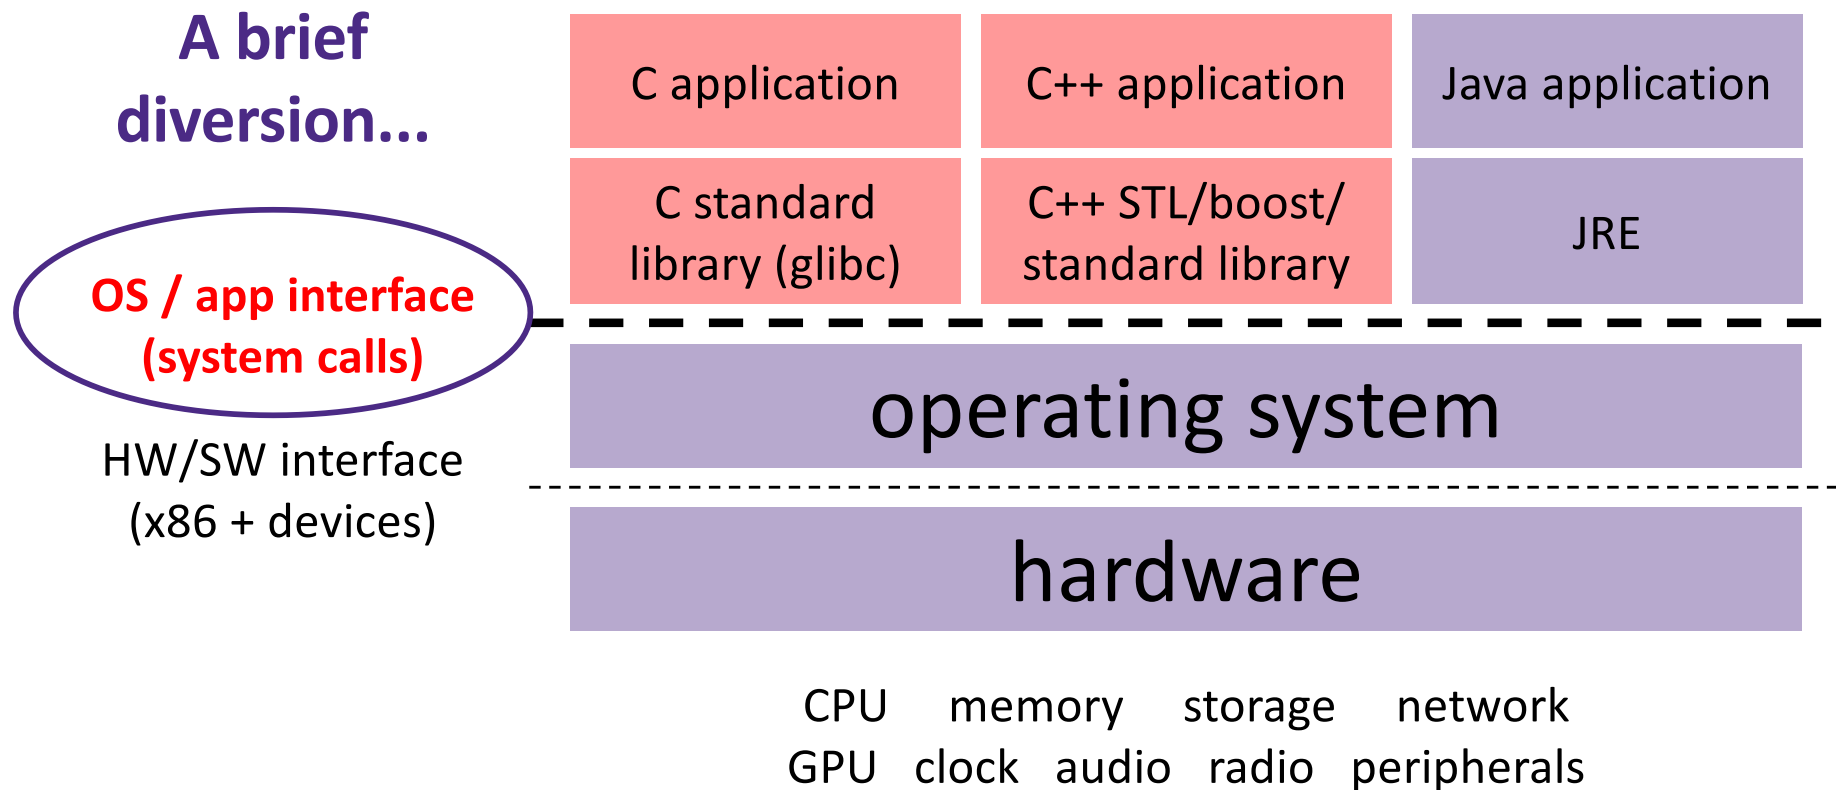 A brief
diversion...
C application
C++ application
Java application
C standard
library (glibc)
C++ STL/boost/
standard library
JRE
OS / app interface
(system calls)
operating system
HW/SW interface
(x86 + devices)
hardware
CPU memory storage network
GPU clock audio radio peripherals